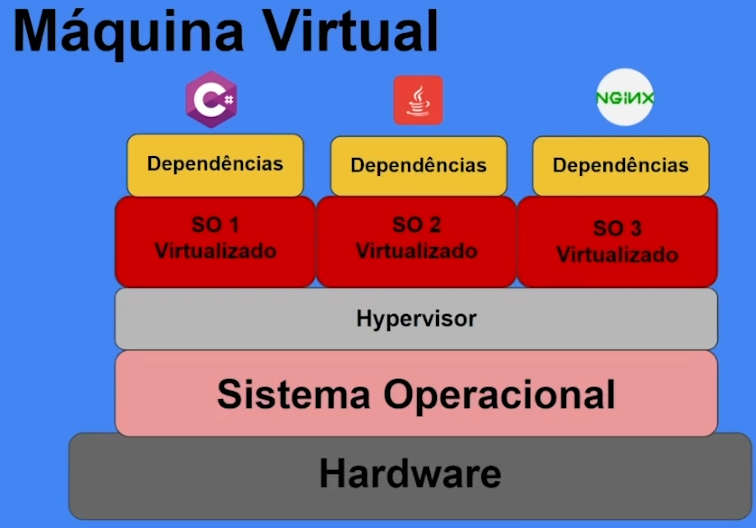 Máquina Virtual
C#
NGiNX
Dependências
Dependências
Dependências
SO 1
Virtualizado
SO 2
Virtualizado
SO 3
Virtualizado
Hypervisor
Sistema Operacional
Hardware